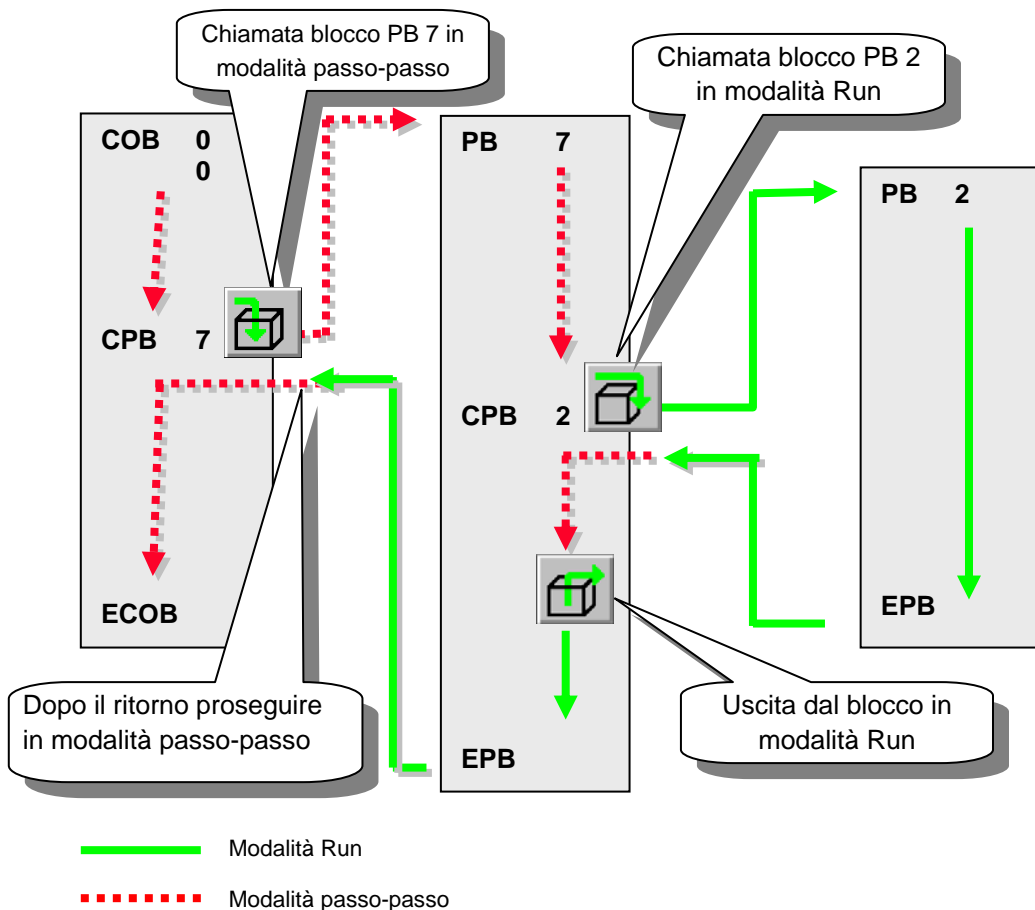 Chiamata blocco PB 7 in
modalità passo-passo
Chiamata blocco PB 2
in modalità Run
COB 0
0
CPB 7
ECOB
PB 7
CPB 2
EPB
PB 2
EPB
Dopo il ritorno proseguire
in modalità passo-passo
Uscita dal blocco in
modalità Run
Modalità Run
Modalità passo-passo